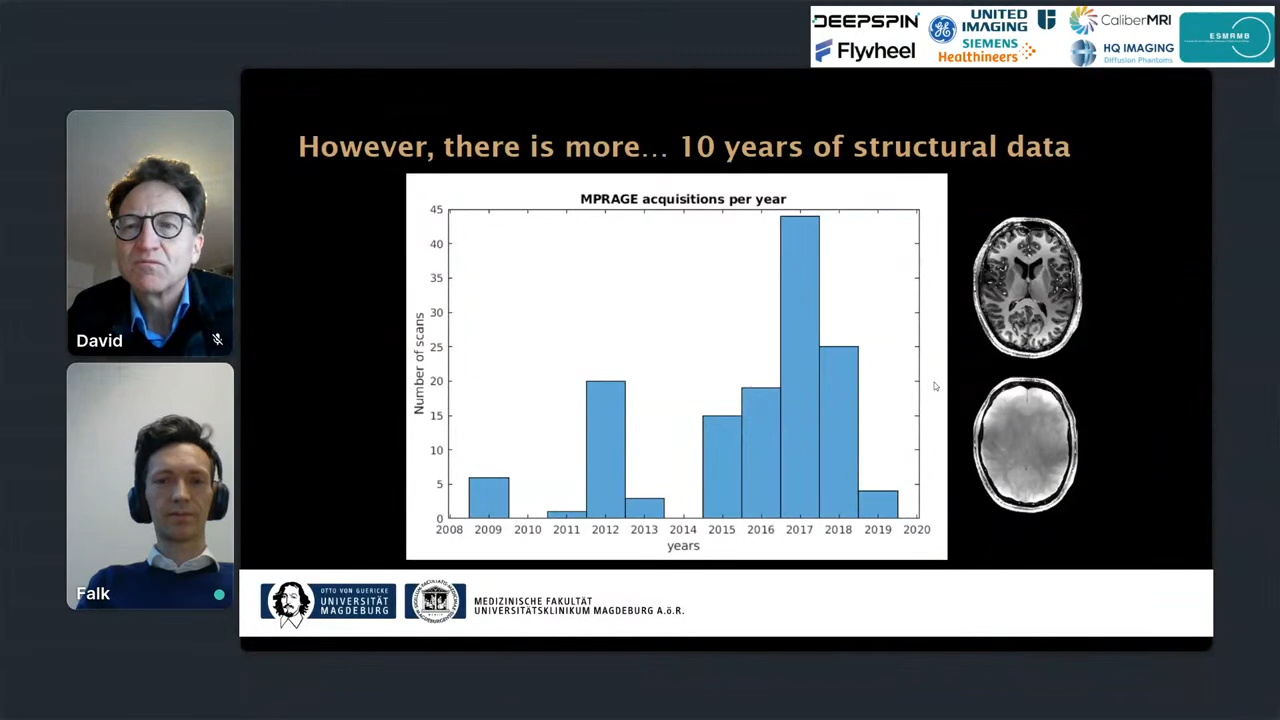 DEEPSPIN
UNITED
IMAGING
CaliberMRI
ESMRMB
Flywheel
SIEMENS
Healthineers
HQ IMAGING
Diffusion Phantoms
However, there is more... 10 years of structural data
MPRAGE acquisitions per year
45
40
35
30
25
20
15
10
5
0
Number of scans
2008 2009 2010 2011 2012 2013 2014 2015 2016 2017 2018 2019 2020
years
David
Falk
OTTO VON GUERICKE
UNIVERSITÄT
MAGDEBURG
MEDIZINISCHE FAKULTÄT
UNIVERSITÄTSKLINIKUM MAGDEBURG A.ö.R.